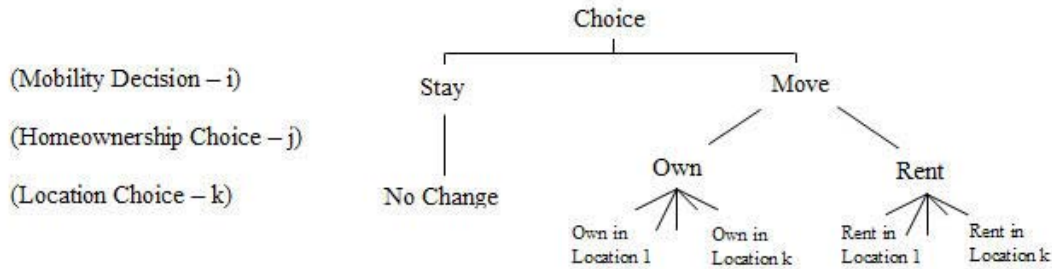 Choice
(Mobility Decision – i)
Stay
Move
(Homeownership Choice – j)
Own
Rent
(Location Choice – k)
No Change
Own in
Location 1
Own in
Location k
Rent in
Location 1
Rent in
Location k